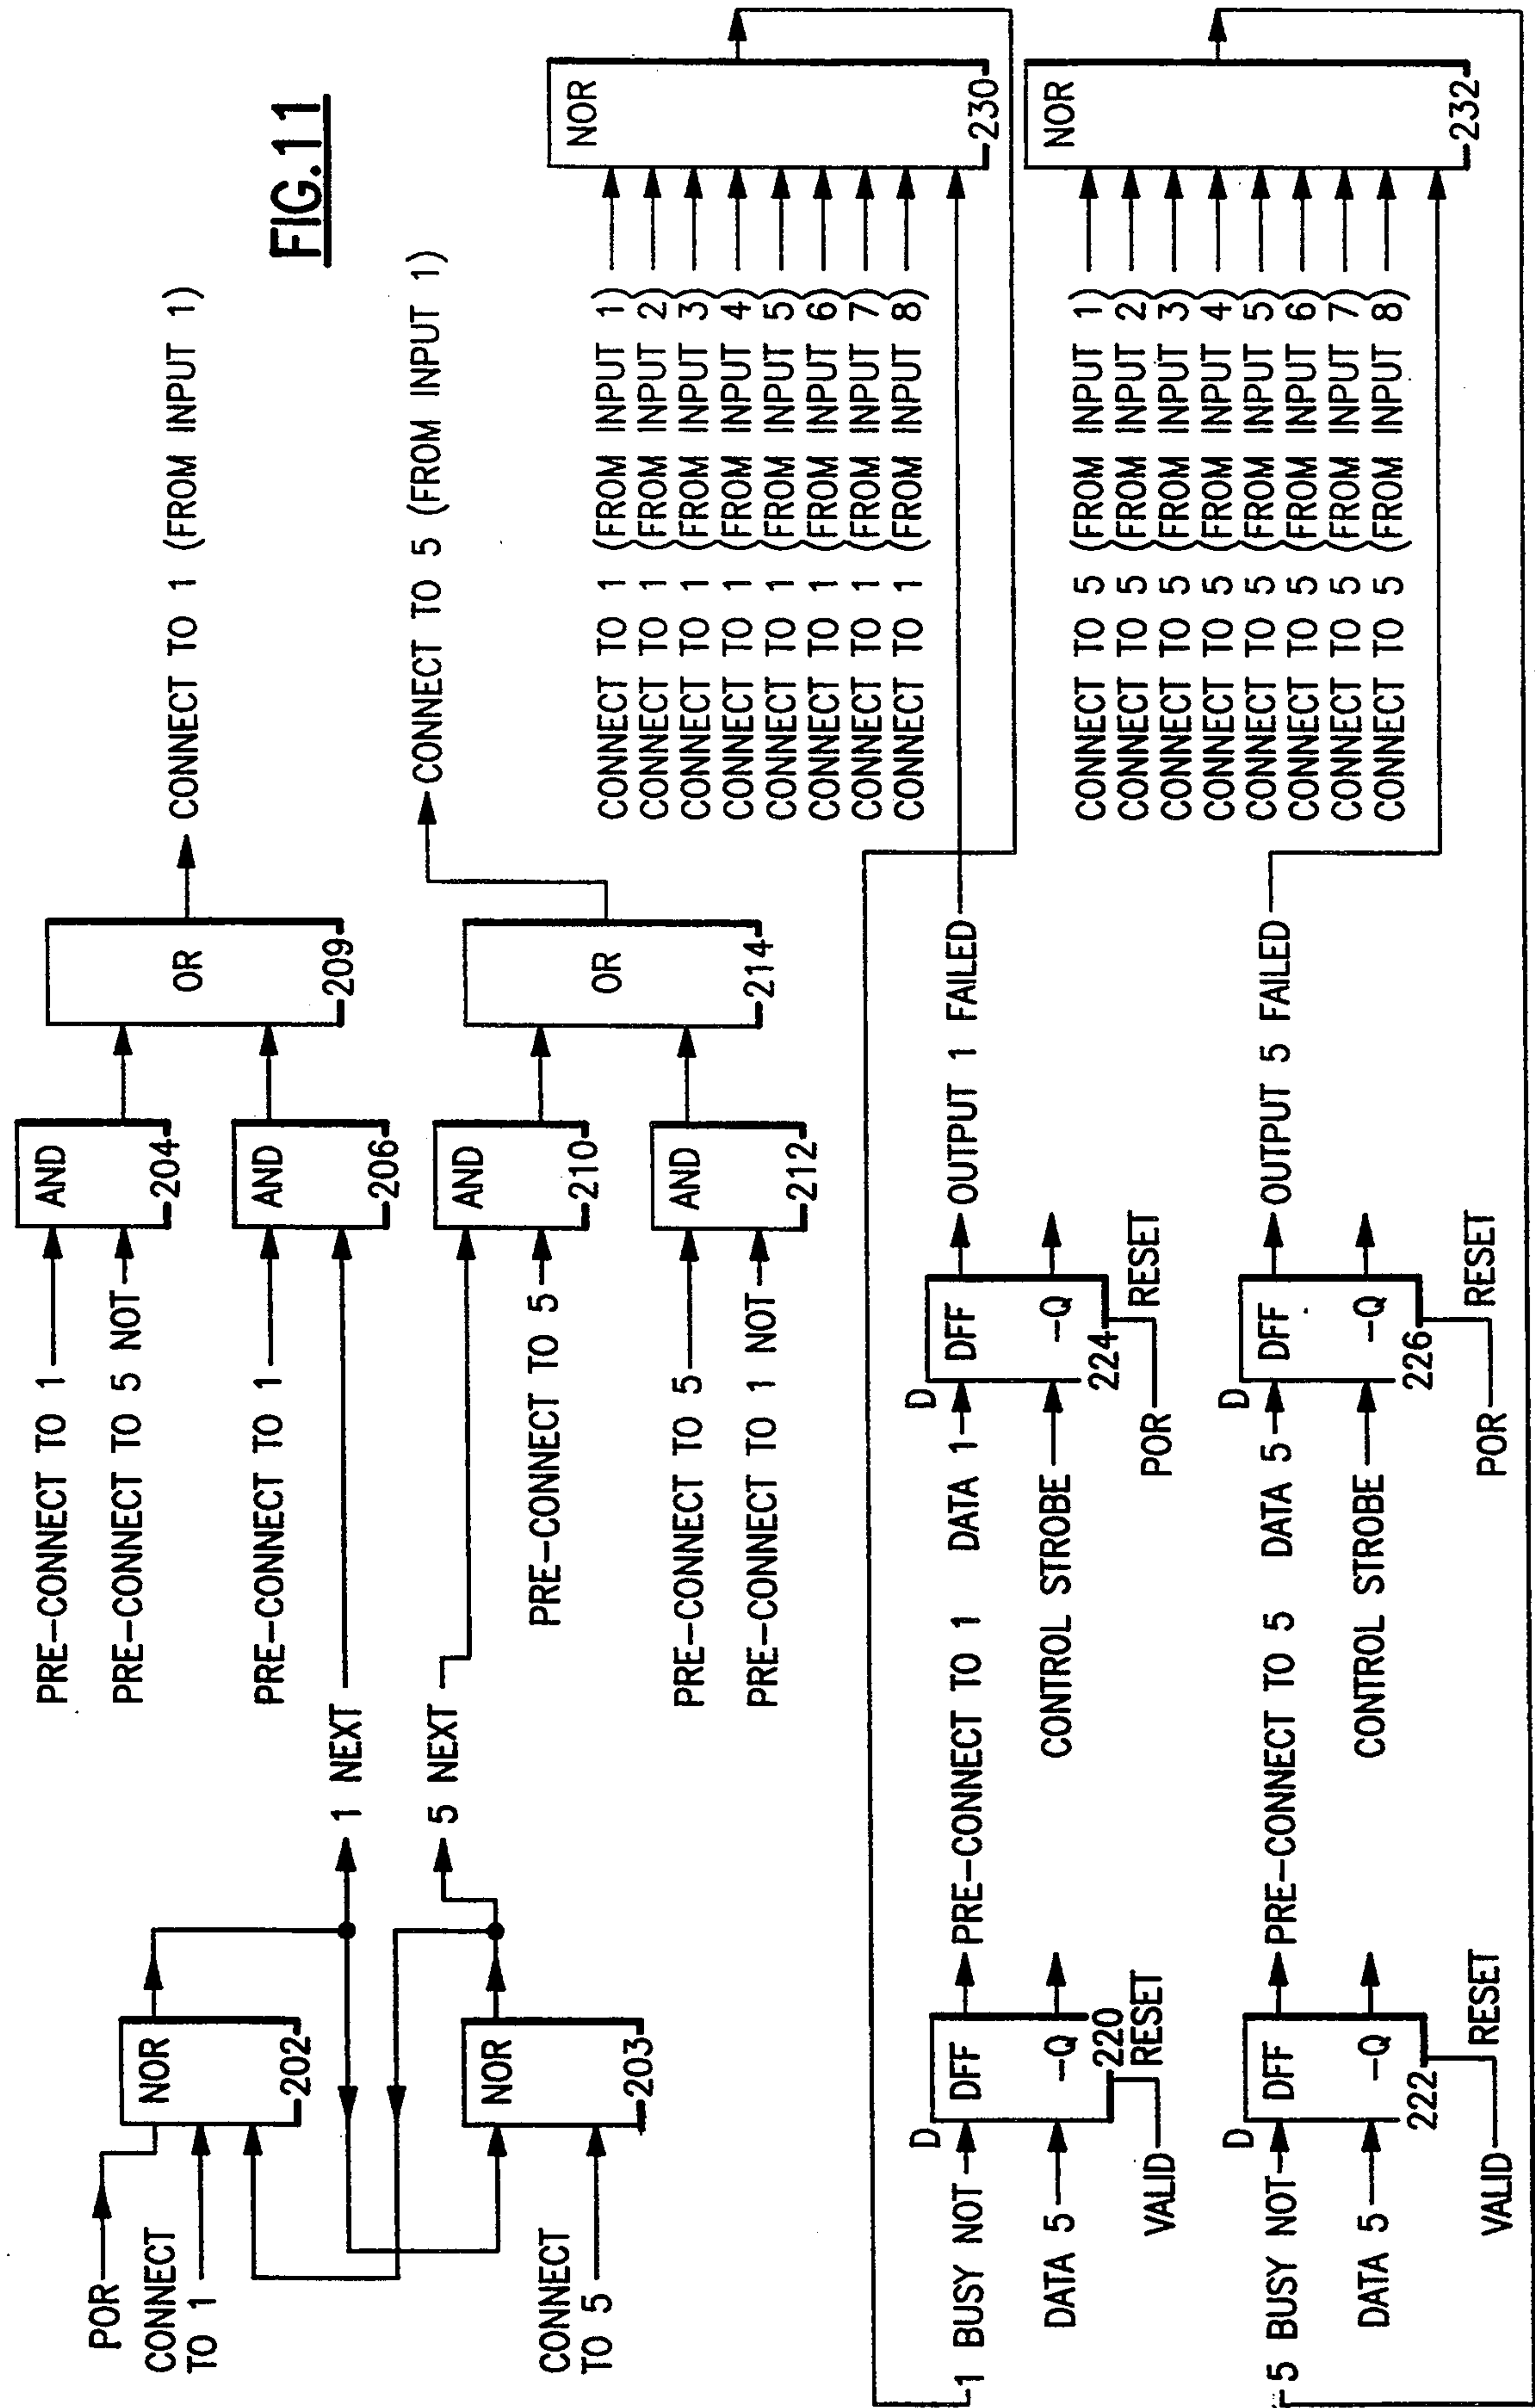 FIG.11
POR
CONNECT
TO 1
NOR
202
CONNECT
TO 5
NOR
203
1 NEXT
5 NEXT
PRE-CONNECT TO 1
PRE-CONNECT TO 5 NOT
AND
204
PRE-CONNECT TO 1
AND
206
OR
209
CONNECT TO 1 (FROM INPUT 1)
PRE-CONNECT TO 5
AND
210
PRE-CONNECT TO 5
PRE-CONNECT TO 1 NOT
AND
212
OR
214
CONNECT TO 5 (FROM INPUT 1)
1 BUSY NOT
D
DFF
DATA 5
-Q
220
RESET
VALID
PRE-CONNECT TO 1
DATA 1
D
DFF
CONTROL STROBE
-Q
224
RESET
POR
OUTPUT 1 FAILED
CONNECT TO 1 (FROM INPUT 1)
CONNECT TO 1 (FROM INPUT 2)
CONNECT TO 1 (FROM INPUT 3)
CONNECT TO 1 (FROM INPUT 4)
CONNECT TO 1 (FROM INPUT 5)
CONNECT TO 1 (FROM INPUT 6)
CONNECT TO 1 (FROM INPUT 7)
CONNECT TO 1 (FROM INPUT 8)
NOR
230
5 BUSY NOT
D
DFF
DATA 5
-Q
222
RESET
VALID
PRE-CONNECT TO 5
DATA 5
D
DFF
CONTROL STROBE
-Q
226
RESET
POR
OUTPUT 5 FAILED
CONNECT TO 5 (FROM INPUT 1)
CONNECT TO 5 (FROM INPUT 2)
CONNECT TO 5 (FROM INPUT 3)
CONNECT TO 5 (FROM INPUT 4)
CONNECT TO 5 (FROM INPUT 5)
CONNECT TO 5 (FROM INPUT 6)
CONNECT TO 5 (FROM INPUT 7)
CONNECT TO 5 (FROM INPUT 8)
NOR
232